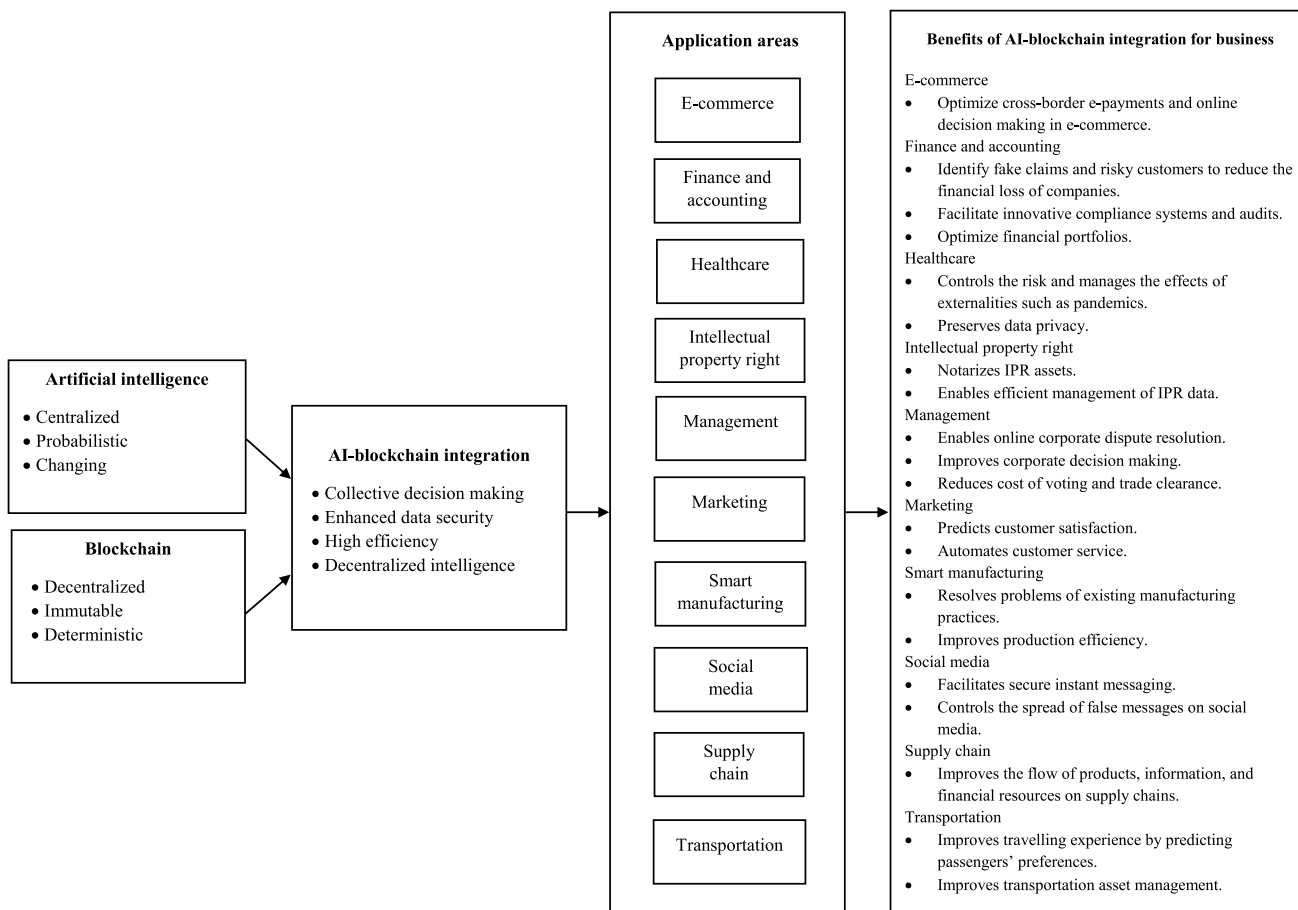 Artificial intelligence
• Centralized
• Probabilistic
• Changing
Blockchain
• Decentralized
• Immutable
• Deterministic
AI-blockchain integration
• Collective decision making
• Enhanced data security
• High efficiency
• Decentralized intelligence
Application areas
E-commerce
Finance and
accounting
Healthcare
Intellectual
property right
Management
Marketing
Smart
manufacturing
Social
media
Supply
chain
Transportation
Benefits of AI-blockchain integration for business
E-commerce
• Optimize cross-border e-payments and online
decision making in e-commerce.
Finance and accounting
• Identify fake claims and risky customers to reduce the
financial loss of companies.
• Facilitate innovative compliance systems and audits.
• Optimize financial portfolios.
Healthcare
• Controls the risk and manages the effects of
externalities such as pandemics.
• Preserves data privacy.
Intellectual property right
• Notarizes IPR assets.
• Enables efficient management of IPR data.
Management
• Enables online corporate dispute resolution.
• Improves corporate decision making.
• Reduces cost of voting and trade clearance.
Marketing
• Predicts customer satisfaction.
• Automates customer service.
Smart manufacturing
• Resolves problems of existing manufacturing
practices.
• Improves production efficiency.
Social media
• Facilitates secure instant messaging.
• Controls the spread of false messages on social
media.
Supply chain
• Improves the flow of products, information, and
financial resources on supply chains.
Transportation
• Improves travelling experience by predicting
passengers’ preferences.
• Improves transportation asset management.